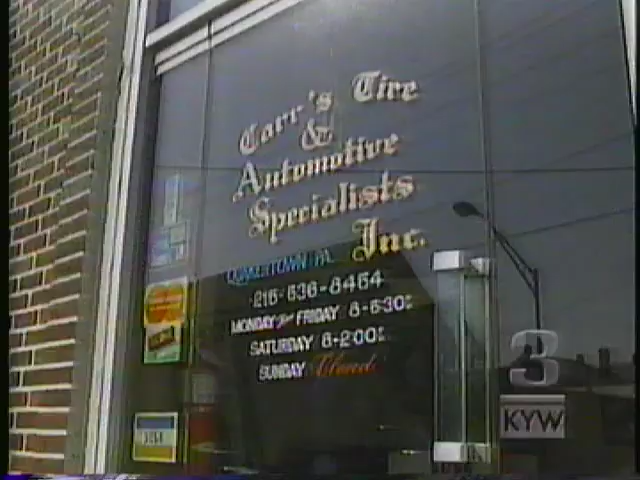 Carr's Tire
&
Automotive
Specialists
Inc.
QUAKERTOWN PA.
215-536-8464
MONDAY thru FRIDAY 8-5:30
SATURDAY 8-2:00
SUNDAY Closed
3
KYW